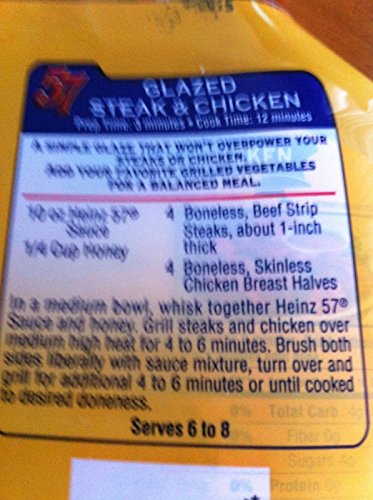 57
GLAZED
STEAK & CHICKEN
Prep Time: 3 minutes • Cook Time: 12 minutes
A SIMPLE GLAZE THAT WON'T OVERPOWER YOUR
STEAKS OR CHICKEN.
ADD YOUR FAVORITE GRILLED VEGETABLES
FOR A BALANCED MEAL.
10 oz Heinz 57®
Sauce
1/4 Cup Honey
4 Boneless, Beef Strip
Steaks, about 1-inch
thick
4 Boneless, Skinless
Chicken Breast Halves
In a medium bowl, whisk together Heinz 57®
Sauce and honey. Grill steaks and chicken over
medium high heat for 4 to 6 minutes. Brush both
sides liberally with sauce mixture, turn over and
grill for additional 4 to 6 minutes or until cooked
to desired doneness.
Serves 6 to 8
0% Total Carb.
Fiber 0g
Sugars 4g
0% Protein 0g